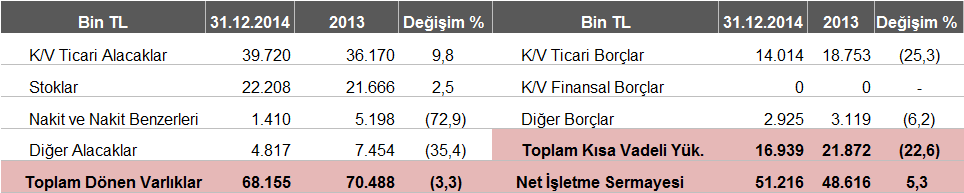 Bin TL 31.12.2014 2013 Değişim % Bin TL 31.12.2014 2013 Değişim %
K/V Ticari Alacaklar 39.720 36.170 9,8 K/V Ticari Borçlar 14.014 18.753 (25,3)
Stoklar 22.208 21.666 2,5 K/V Finansal Borçlar 0 0 -
Nakit ve Nakit Benzerleri 1.410 5.198 (72,9) Diğer Borçlar 2.925 3.119 (6,2)
Diğer Alacaklar 4.817 7.454 (35,4) Toplam Kısa Vadeli Yük. 16.939 21.872 (22,6)
Toplam Dönen Varlıklar 68.155 70.488 (3,3) Net İşletme Sermayesi 51.216 48.616 5,3